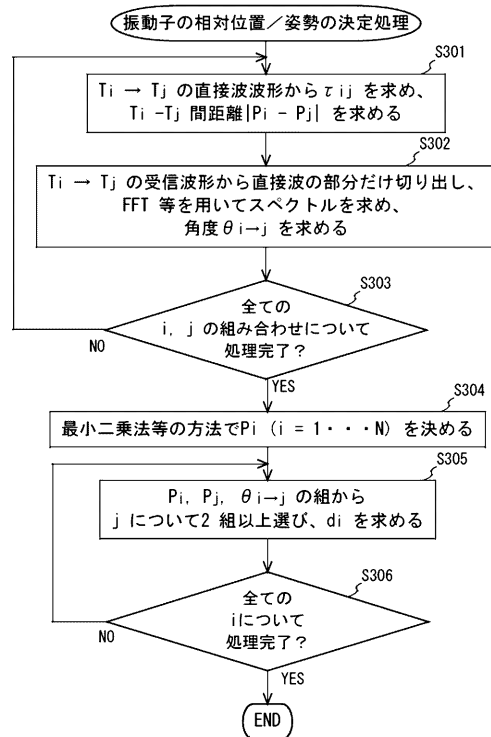 振動子の相対位置／姿勢の決定処理
S301
Ti → Tj の直接波波形から τij を求め、
Ti −Tj 間距離|Pi − Pj| を求める
S302
Ti → Tj の受信波形から直接波の部分だけ切り出し、
FFT 等を用いてスペクトルを求め、
角度 θi→j を求める
S303
全ての
i, j の組み合わせについて
処理完了？
NO
YES
S304
最小二乗法等の方法でPi (i = 1・・・N) を決める
S305
Pi, Pj, θi→j の組から
j について2 組以上選び、di を求める
S306
全ての
iについて
処理完了？
NO
YES
END